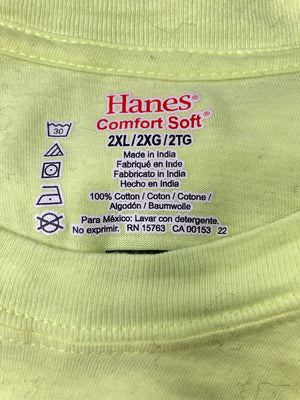 Hanes®
Comfort Soft®
2XL/2XG/2TG
30
Made in India
Fabriqué en Inde
Fabbricato in India
Hecho en India
100% Cotton / Coton / Cotone /
Algodón / Baumwolle
Para México: Lavar con detergente.
No exprimir. RN 15763 CA 00153 22